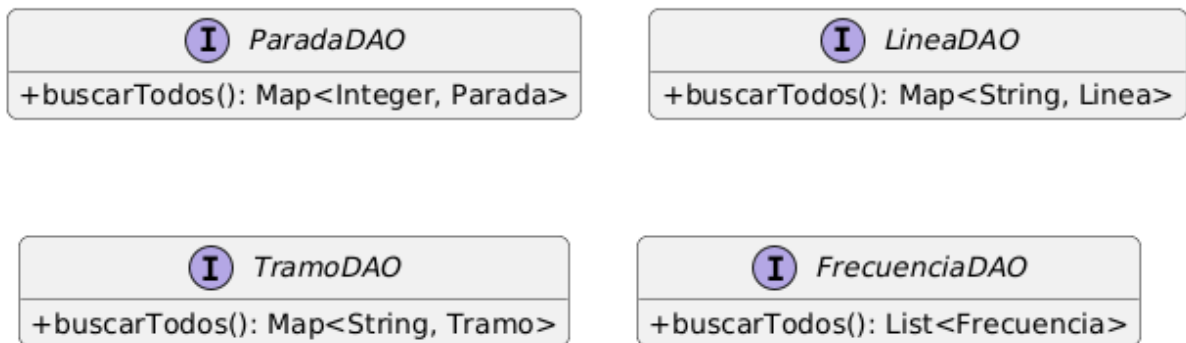 I ParadaDAO
+buscarTodos(): Map<Integer, Parada>
I LineaDAO
+buscarTodos(): Map<String, Linea>
I TramoDAO
+buscarTodos(): Map<String, Tramo>
I FrecuenciaDAO
+buscarTodos(): List<Frecuencia>